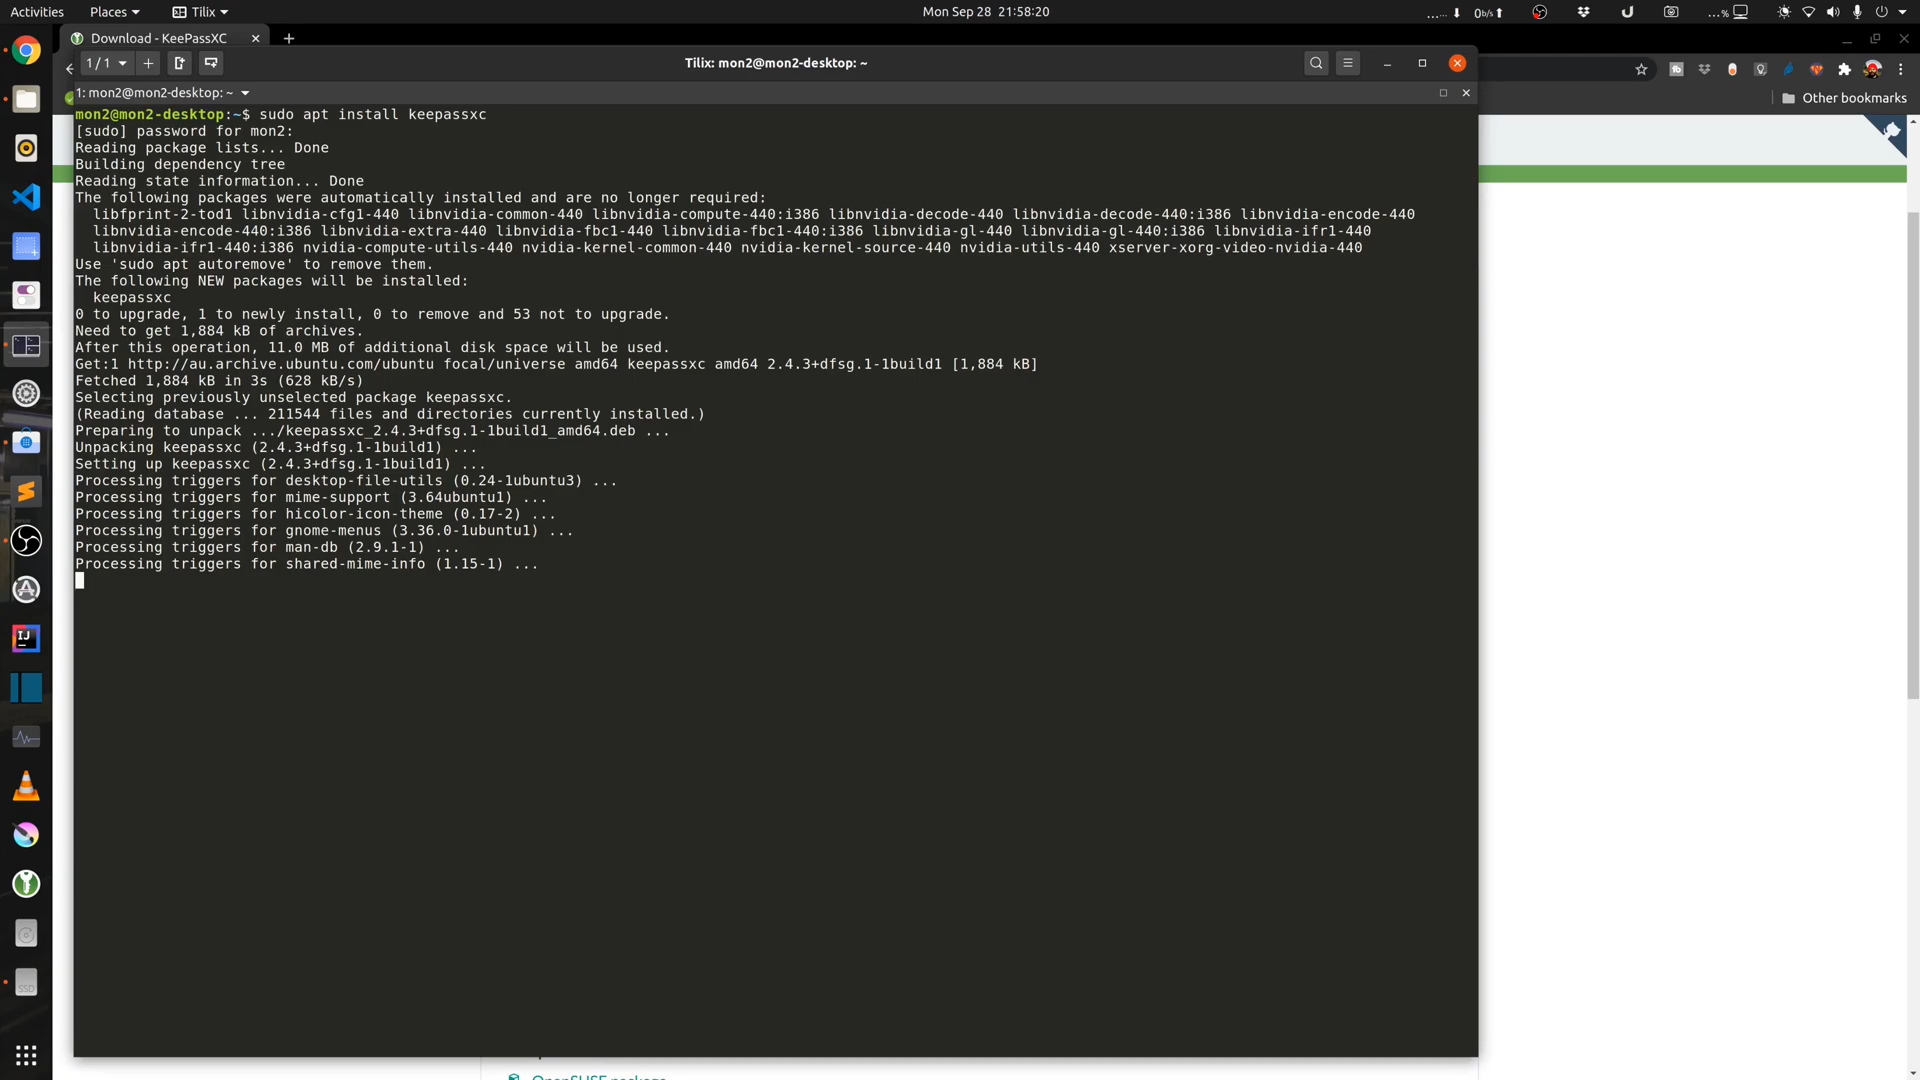 Activities Places Tilix Mon Sep 28 21:58:20 ...... 0b/s ....%
Download - KeePassXC
1 / 1 Tilix: mon2@mon2-desktop: ~
1: mon2@mon2-desktop: ~
Other bookmarks
mon2@mon2-desktop:~$ sudo apt install keepassxc
[sudo] password for mon2:
Reading package lists... Done
Building dependency tree
Reading state information... Done
The following packages were automatically installed and are no longer required:
libfprint-2-tod1 libnvidia-cfg1-440 libnvidia-common-440 libnvidia-compute-440:i386 libnvidia-decode-440 libnvidia-decode-440:i386 libnvidia-encode-440
libnvidia-encode-440:i386 libnvidia-extra-440 libnvidia-fbc1-440 libnvidia-fbc1-440:i386 libnvidia-gl-440 libnvidia-gl-440:i386 libnvidia-ifr1-440
libnvidia-ifr1-440:i386 nvidia-compute-utils-440 nvidia-kernel-common-440 nvidia-kernel-source-440 nvidia-utils-440 xserver-xorg-video-nvidia-440
Use 'sudo apt autoremove' to remove them.
The following NEW packages will be installed:
keepassxc
0 to upgrade, 1 to newly install, 0 to remove and 53 not to upgrade.
Need to get 1,884 kB of archives.
After this operation, 11.0 MB of additional disk space will be used.
Get:1 http://au.archive.ubuntu.com/ubuntu focal/universe amd64 keepassxc amd64 2.4.3+dfsg.1-1build1 [1,884 kB]
Fetched 1,884 kB in 3s (628 kB/s)
Selecting previously unselected package keepassxc.
(Reading database ... 211544 files and directories currently installed.)
Preparing to unpack .../keepassxc_2.4.3+dfsg.1-1build1_amd64.deb ...
Unpacking keepassxc (2.4.3+dfsg.1-1build1) ...
Setting up keepassxc (2.4.3+dfsg.1-1build1) ...
Processing triggers for desktop-file-utils (0.24-1ubuntu3) ...
Processing triggers for mime-support (3.64ubuntu1) ...
Processing triggers for hicolor-icon-theme (0.17-2) ...
Processing triggers for gnome-menus (3.36.0-1ubuntu1) ...
Processing triggers for man-db (2.9.1-1) ...
Processing triggers for shared-mime-info (1.15-1) ...
IJ
SSD
OpenSUSE package